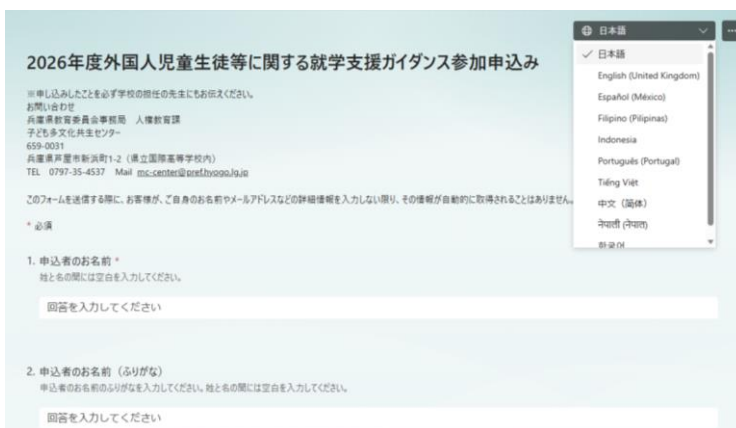 日本語
2026年度外国人児童生徒等に関する就学支援ガイダンス参加申込み
※申し込みしたことを必ず学校の担任の先生にもお伝えください。
お問い合わせ
兵庫県教育委員会事務局　人権教育課
子ども多文化共生センター
659-0031
兵庫県芦屋市新浜町1-2（県立国際高等学校内）
TEL　0797-35-4537　Mail　mc-center@pref.hyogo.lg.jp
このフォームを送信する際に、お客様が、ご自身のお名前やメールアドレスなどの詳細情報を入力しない限り、その情報が自動的に取得されることはありません。
* 必須
1. 申込者のお名前 *
姓と名の間には空白を入力してください。
回答を入力してください
2. 申込者のお名前（ふりがな）
申込者のお名前のふりがなを入力してください。姓と名の間には空白を入力してください。
回答を入力してください
日本語
English (United Kingdom)
Español (México)
Filipino (Pilipinas)
Indonesia
Português (Portugal)
Tiếng Việt
中文（简体）
नेपाली (नेपाल)
한국어